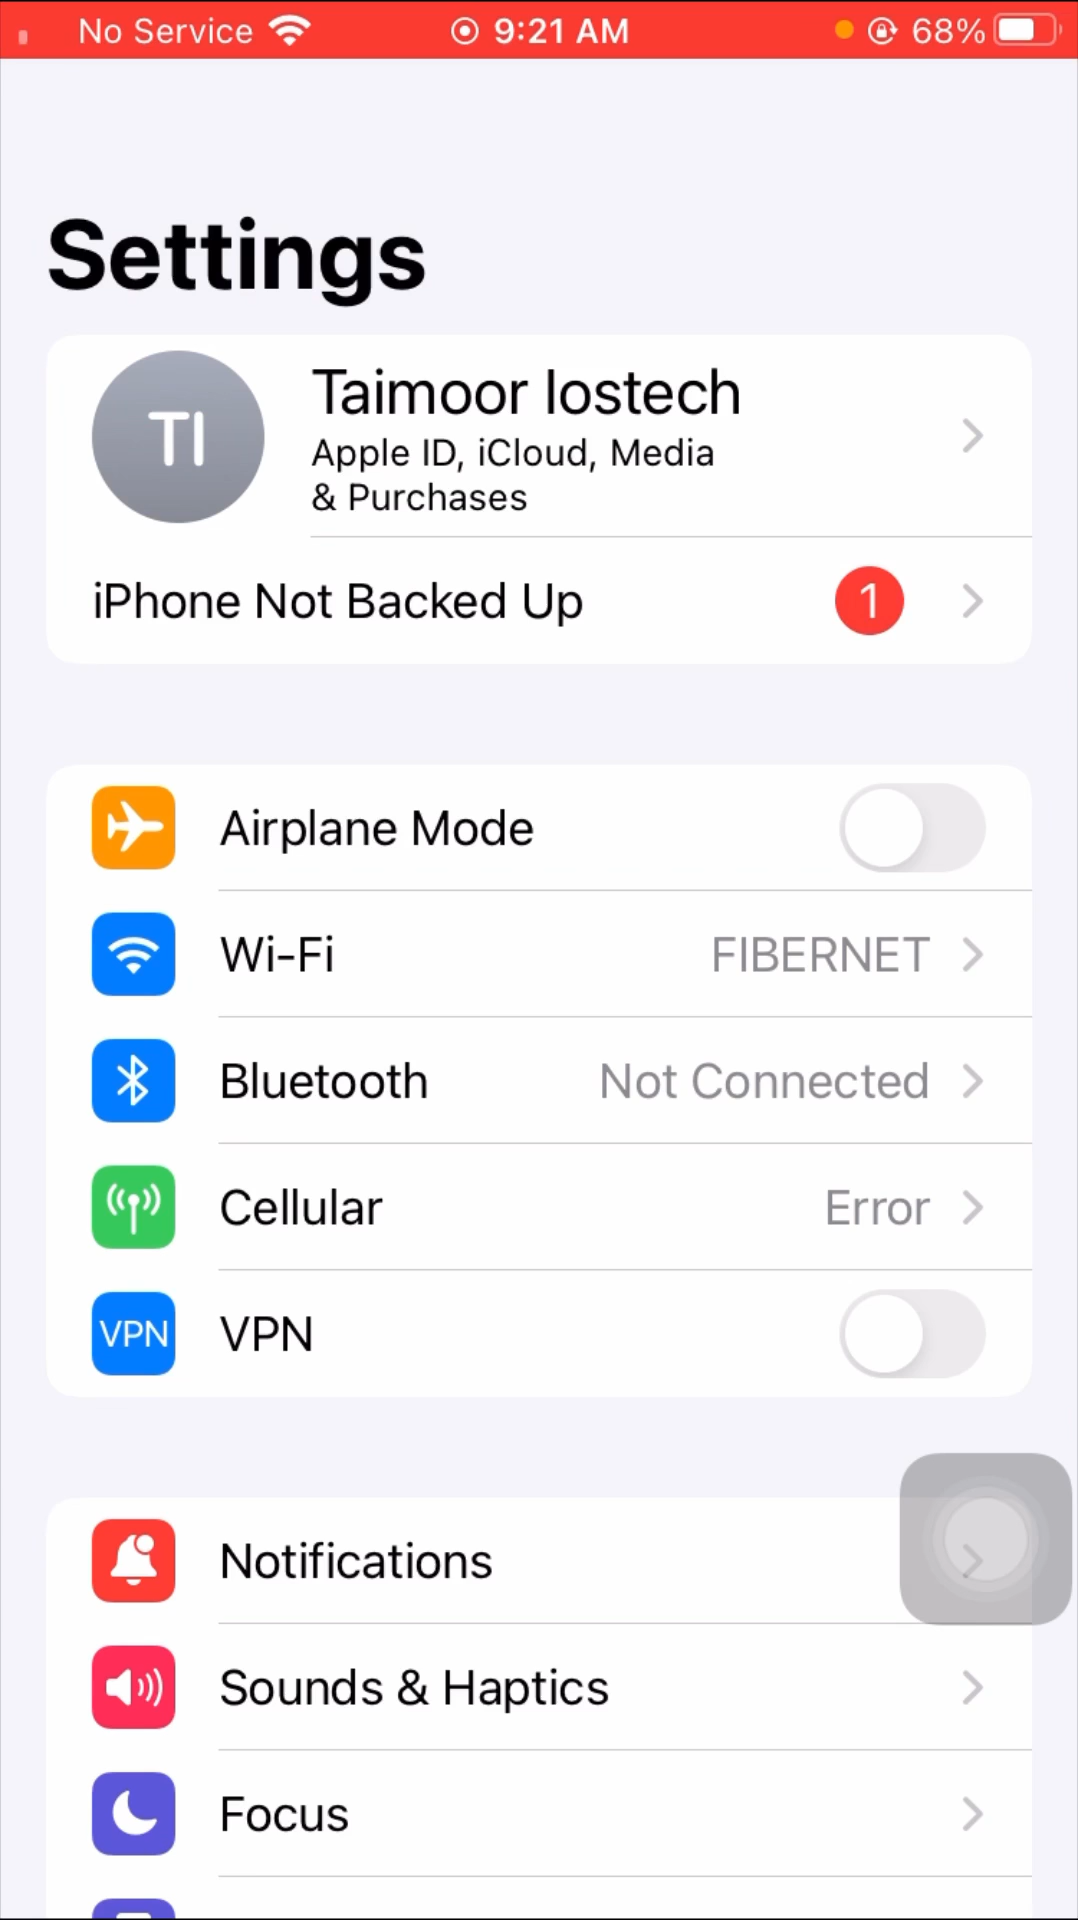 No Service 9:21 AM 68%
Settings
TI
Taimoor Iostech
Apple ID, iCloud, Media
& Purchases
iPhone Not Backed Up 1
Airplane Mode
Wi-Fi FIBERNET
Bluetooth Not Connected
Cellular Error
VPN VPN
Notifications
Sounds & Haptics
Focus